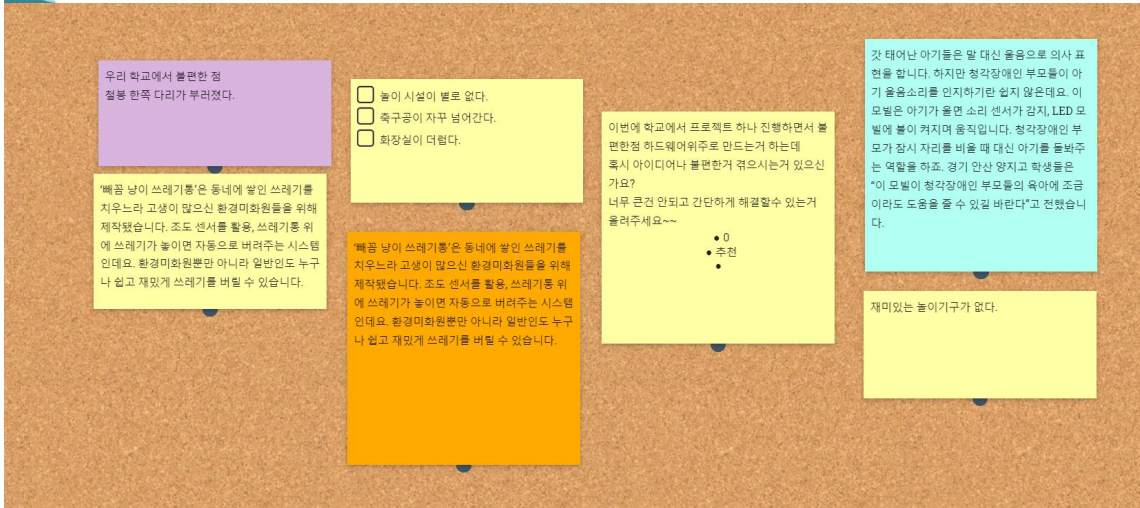 우리 학교에서 불편한 점
철봉 한쪽 다리가 부러졌다.
‘빼꼼 냥이 쓰레기통’은 동네에 쌓인 쓰레기를
치우느라 고생이 많으신 환경미화원들을 위해
제작됐습니다. 조도 센서를 활용, 쓰레기통 위
에 쓰레기가 놓이면 자동으로 버려주는 시스템
인데요. 환경미화원뿐만 아니라 일반인도 누구
나 쉽고 재밌게 쓰레기를 버릴 수 있습니다.
놀이 시설이 별로 없다.
축구공이 자꾸 넘어간다.
화장실이 더럽다.
‘빼꼼 냥이 쓰레기통’은 동네에 쌓인 쓰레기를
치우느라 고생이 많으신 환경미화원들을 위해
제작됐습니다. 조도 센서를 활용, 쓰레기통 위
에 쓰레기가 놓이면 자동으로 버려주는 시스템
인데요. 환경미화원뿐만 아니라 일반인도 누구
나 쉽고 재밌게 쓰레기를 버릴 수 있습니다.
이번에 학교에서 프로젝트 하나 진행하면서 불
편한점 하드웨어위주로 만드는거 하는데
혹시 아이디어나 불편한거 겪으시는거 있으신
가요?
너무 큰건 안되고 간단하게 해결할수 있는거
올려주세요~~
• 0
• 추천
•
갓 태어난 아기들은 말 대신 울음으로 의사 표
현을 합니다. 하지만 청각장애인 부모들이 아
기 울음소리를 인지하기란 쉽지 않은데요. 이
모빌은 아기가 울면 소리 센서가 감지, LED 모
빌에 불이 켜지며 움직입니다. 청각장애인 부
모가 잠시 자리를 비울 때 대신 아기를 돌봐주
는 역할을 하죠. 경기 안산 양지고 학생들은
“이 모빌이 청각장애인 부모들의 육아에 조금
이라도 도움을 줄 수 있길 바란다”고 전했습니
다.
재미있는 놀이기구가 없다.